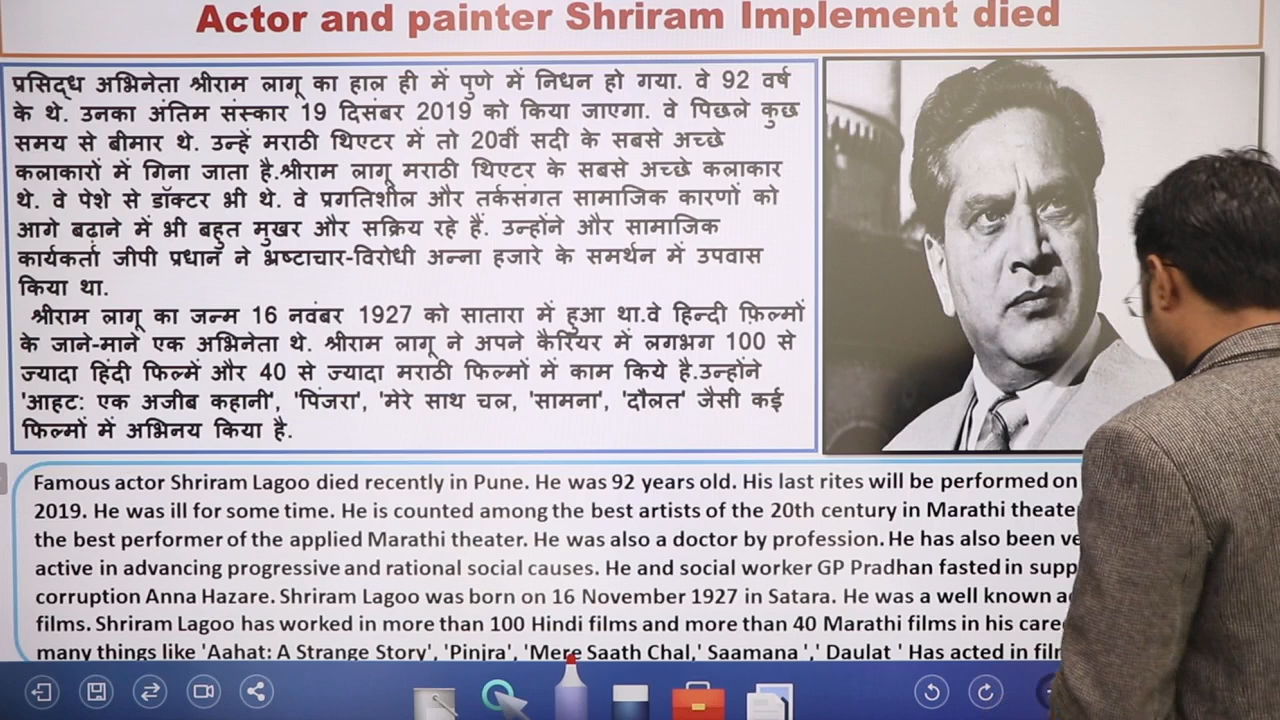 Actor and painter Shriram Implement died
प्रसिद्ध अभिनेता श्रीराम लागू का हाल ही में पुणे में निधन हो गया. वे 92 वर्ष
के थे. उनका अंतिम संस्कार 19 दिसंबर 2019 को किया जाएगा. वे पिछले कुछ
समय से बीमार थे. उन्हें मराठी थिएटर में तो 20वीं सदी के सबसे अच्छे
कलाकारों में गिना जाता है.श्रीराम लागू मराठी थिएटर के सबसे अच्छे कलाकार
थे. वे पेशे से डॉक्टर भी थे. वे प्रगतिशील और तर्कसंगत सामाजिक कारणों को
आगे बढ़ाने में भी बहुत मुखर और सक्रिय रहे हैं. उन्होंने और सामाजिक
कार्यकर्ता जीपी प्रधान ने भ्रष्टाचार-विरोधी अन्ना हजारे के समर्थन में उपवास
किया था.
श्रीराम लागू का जन्म 16 नवंबर 1927 को सातारा में हुआ था.वे हिन्दी फ़िल्मों
के जाने-माने एक अभिनेता थे. श्रीराम लागू ने अपने कैरियर में लगभग 100 से
ज्यादा हिंदी फिल्में और 40 से ज्यादा मराठी फिल्मों में काम किये है.उन्होंने
'आहट: एक अजीब कहानी', 'पिंजरा', 'मेरे साथ चल, 'सामना', 'दौलत' जैसी कई
फिल्मों में अभिनय किया है.
Famous actor Shriram Lagoo died recently in Pune. He was 92 years old. His last rites will be performed on
2019. He was ill for some time. He is counted among the best artists of the 20th century in Marathi theate
the best performer of the applied Marathi theater. He was also a doctor by profession. He has also been ve
active in advancing progressive and rational social causes. He and social worker GP Pradhan fasted in supp
corruption Anna Hazare. Shriram Lagoo was born on 16 November 1927 in Satara. He was a well known a
films. Shriram Lagoo has worked in more than 100 Hindi films and more than 40 Marathi films in his care
many things like 'Aahat: A Strange Story', 'Pinjra', 'Mere Saath Chal,' Saamana ',' Daulat ' Has acted in fil